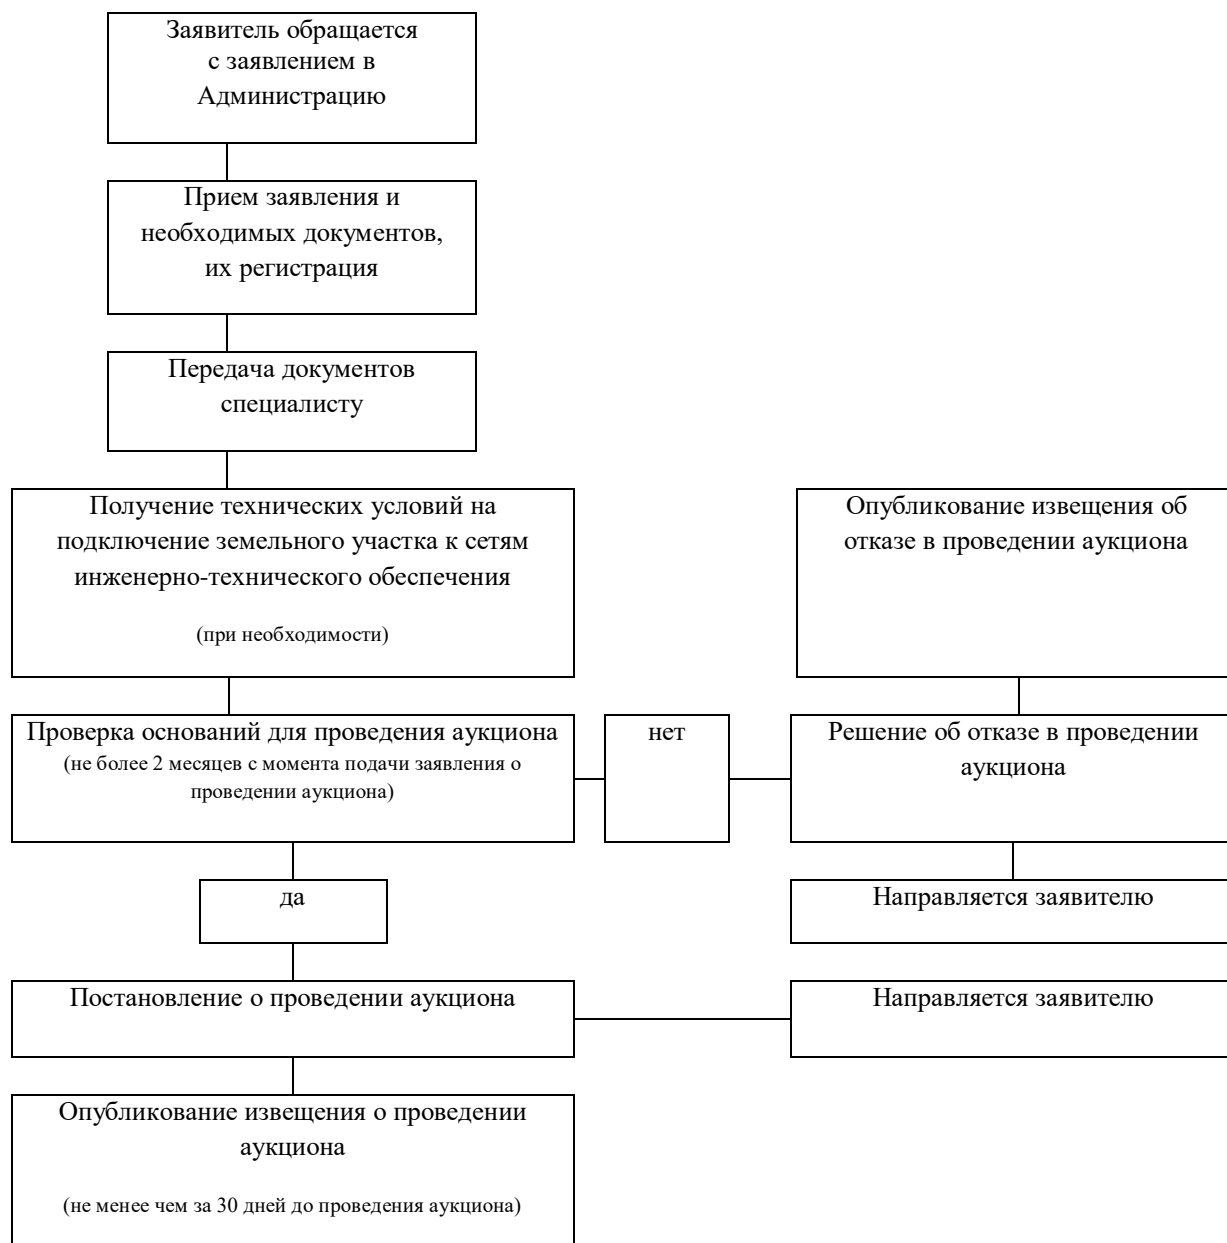 Заявитель обращается
с заявлением в
Администрацию
Прием заявления и
необходимых документов,
их регистрация
Передача документов
специалисту
Получение технических условий на
подключение земельного участка к сетям
инженерно-технического обеспечения
(при необходимости)
Опубликование извещения об
отказе в проведении аукциона
Проверка оснований для проведения аукциона
(не более 2 месяцев с момента подачи заявления о
проведении аукциона)
нет
Решение об отказе в проведении
аукциона
да
Направляется заявителю
Постановление о проведении аукциона
Направляется заявителю
Опубликование извещения о проведении
аукциона
(не менее чем за 30 дней до проведения аукциона)